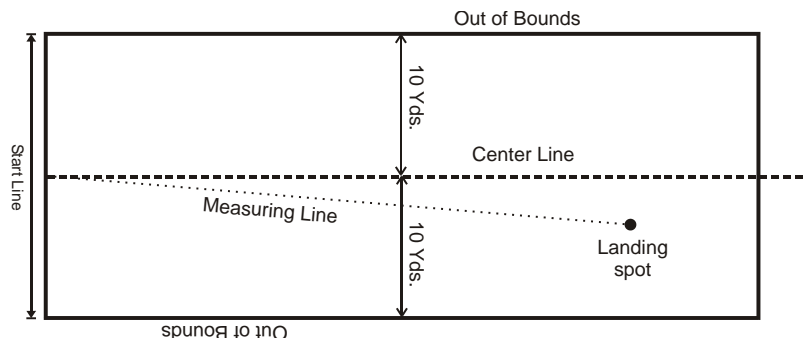 Out of Bounds
10 Yds.
Start Line
Center Line
Measuring Line
10 Yds.
Landing
spot
Out of Bounds